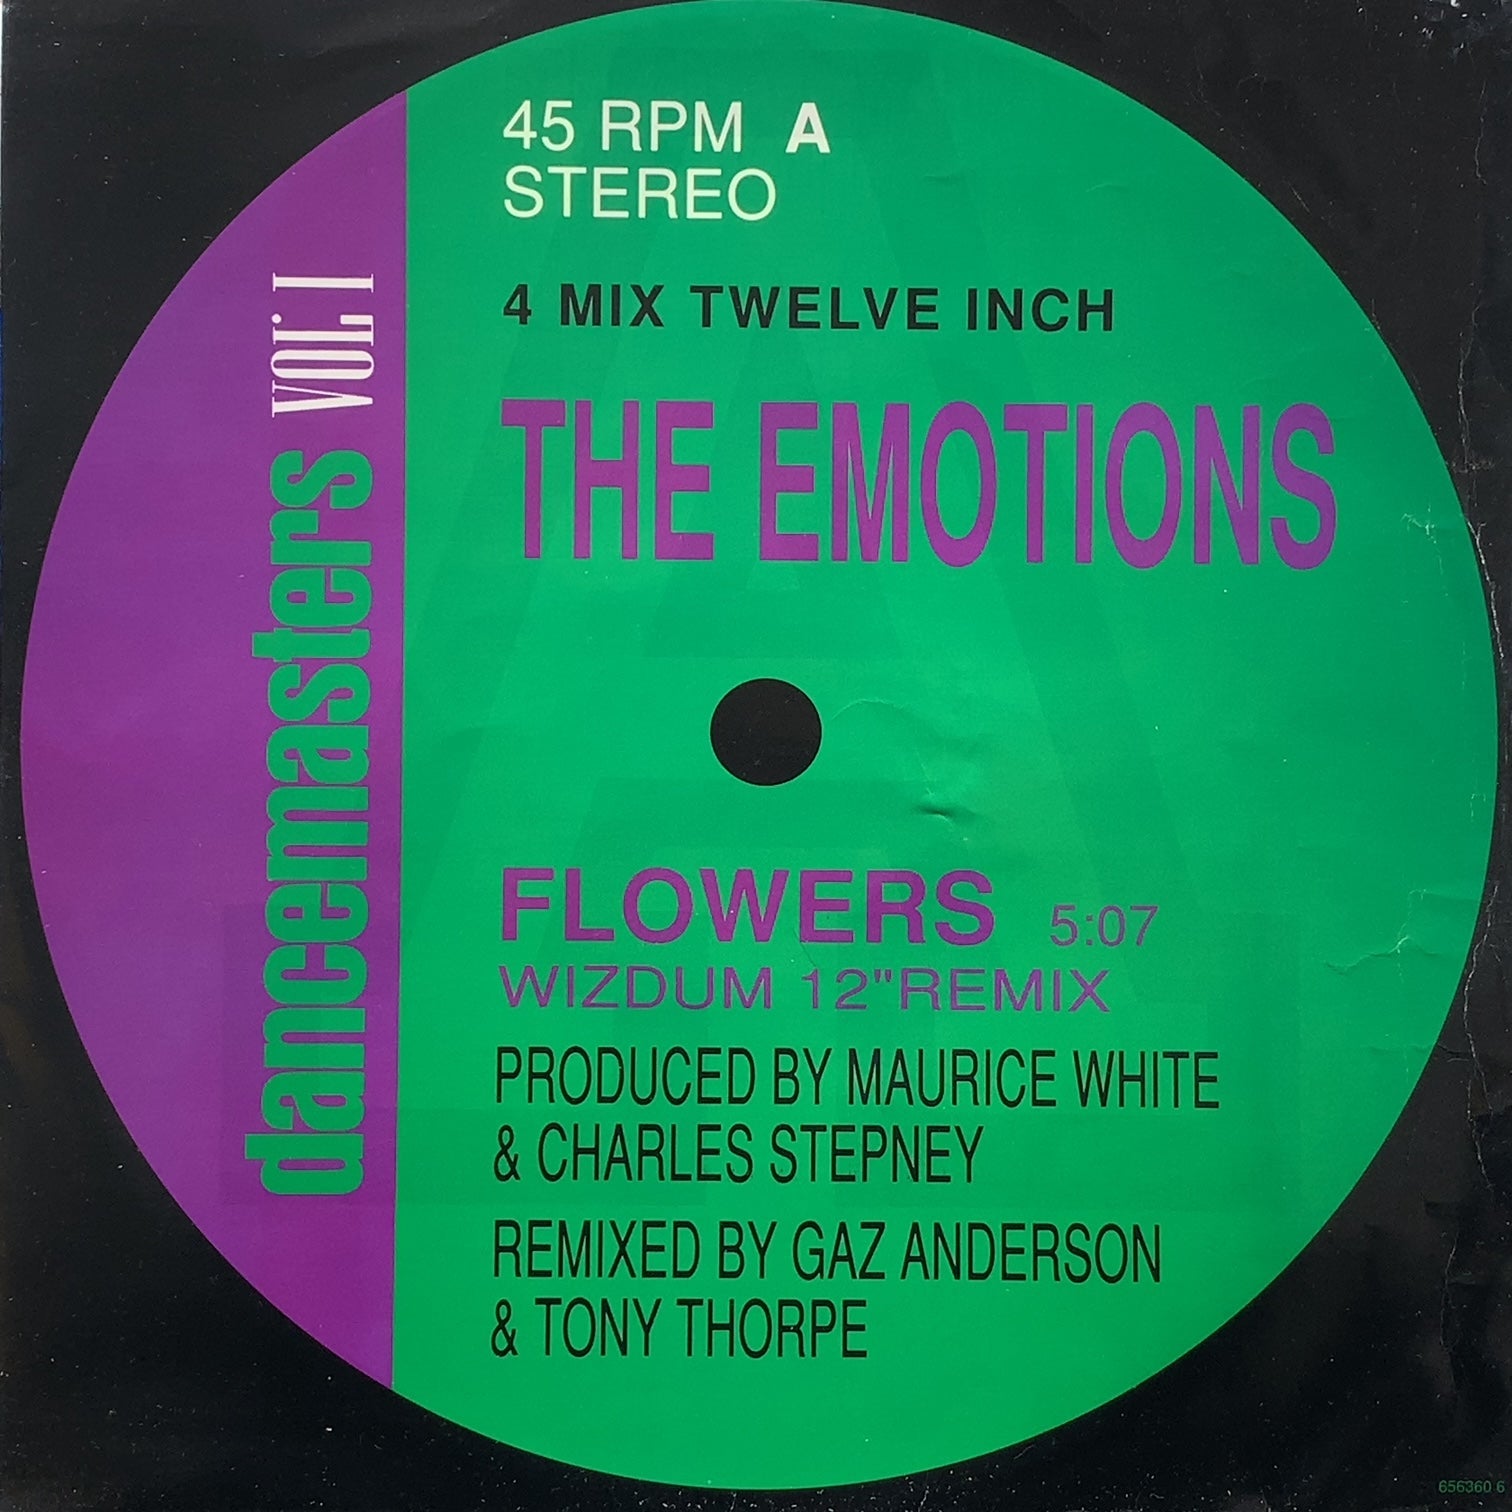 45 RPM A
STEREO
4 MIX TWELVE INCH
THE EMOTIONS
dancemasters VOL. I
FLOWERS 5:07
WIZDUM 12"REMIX
PRODUCED BY MAURICE WHITE
& CHARLES STEPNEY
REMIXED BY GAZ ANDERSON
& TONY THORPE
656360 6